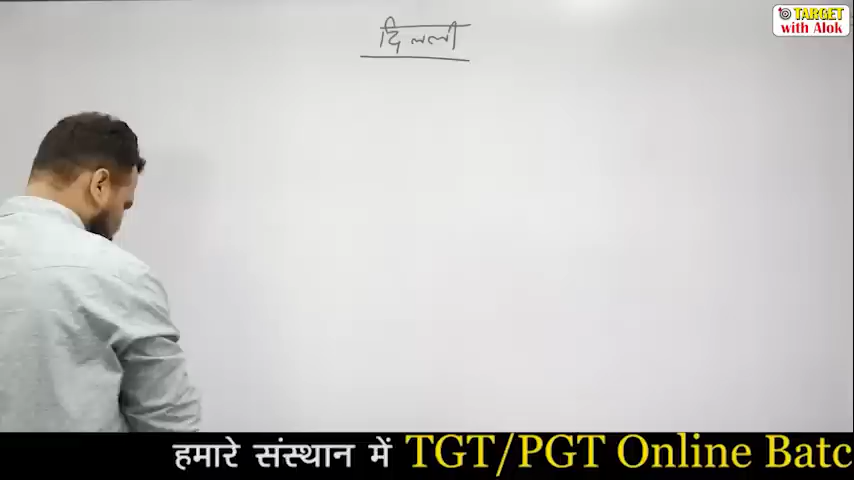 TARGET
with Alok
दिल्ली
हमारे संस्थान में TGT/PGT Online Batc